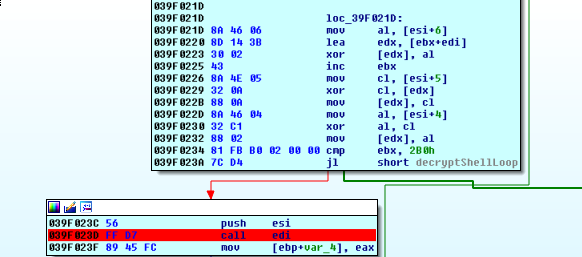 039F021D
039F021D loc_39F021D:
039F021D 8A 46 06 mov al, [esi+6]
039F0220 8D 14 3B lea edx, [ebx+edi]
039F0223 30 02 xor [edx], al
039F0225 43 inc ebx
039F0226 8A 4E 05 mov cl, [esi+5]
039F0229 32 0A xor cl, [edx]
039F022B 88 0A mov [edx], cl
039F022D 8A 46 04 mov al, [esi+4]
039F0230 32 C1 xor al, cl
039F0232 88 02 mov [edx], al
039F0234 81 FB B0 02 00 00 cmp ebx, 2B0h
039F023A 7C D4 jl short decryptShellLoop
039F023C 56 push esi
039F023D FF D7 call edi
039F023F 89 45 FC mov [ebp+var_4], eax